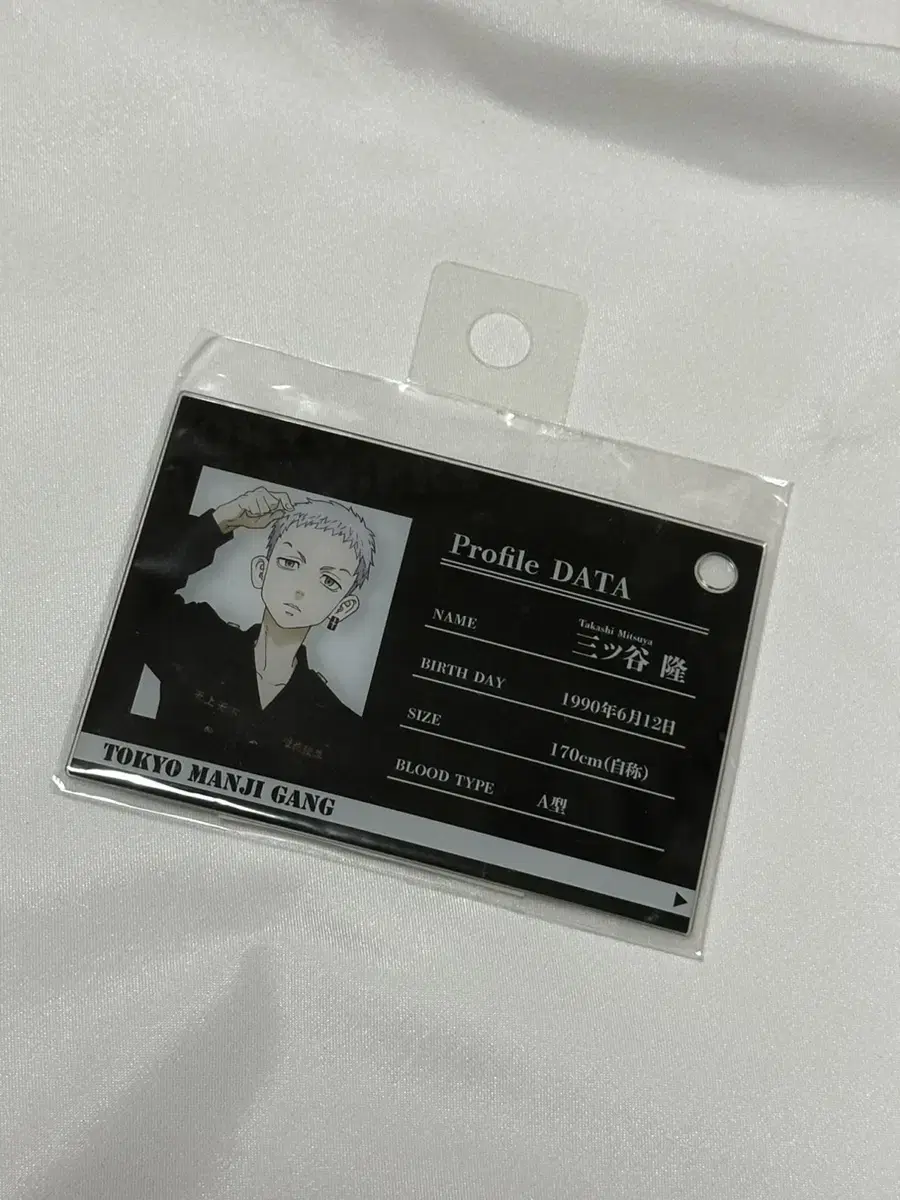 Profile DATA
NAME
Takashi Mitsuya
三ツ谷 隆
BIRTH DAY
1990年6月12日
SIZE
170cm(自称)
BLOOD TYPE
A型
TOKYO MANJI GANG